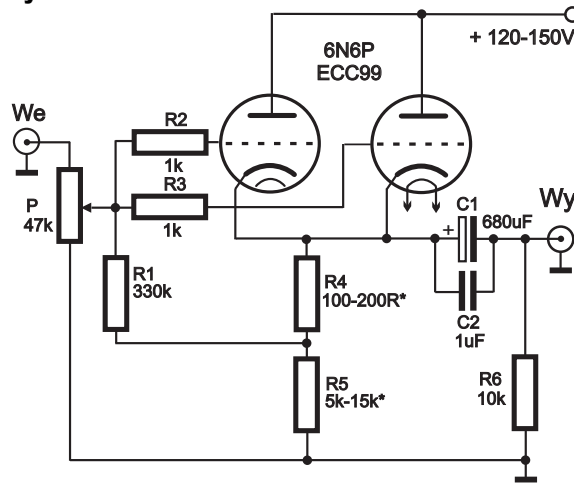 + 120-150V
6N6P
ECC99
We
R2
1k
R3
1k
P
47k
C1
+
680uF
Wy
R1
330k
R4
100-200R*
C2
1uF
R5
5k-15k*
R6
10k